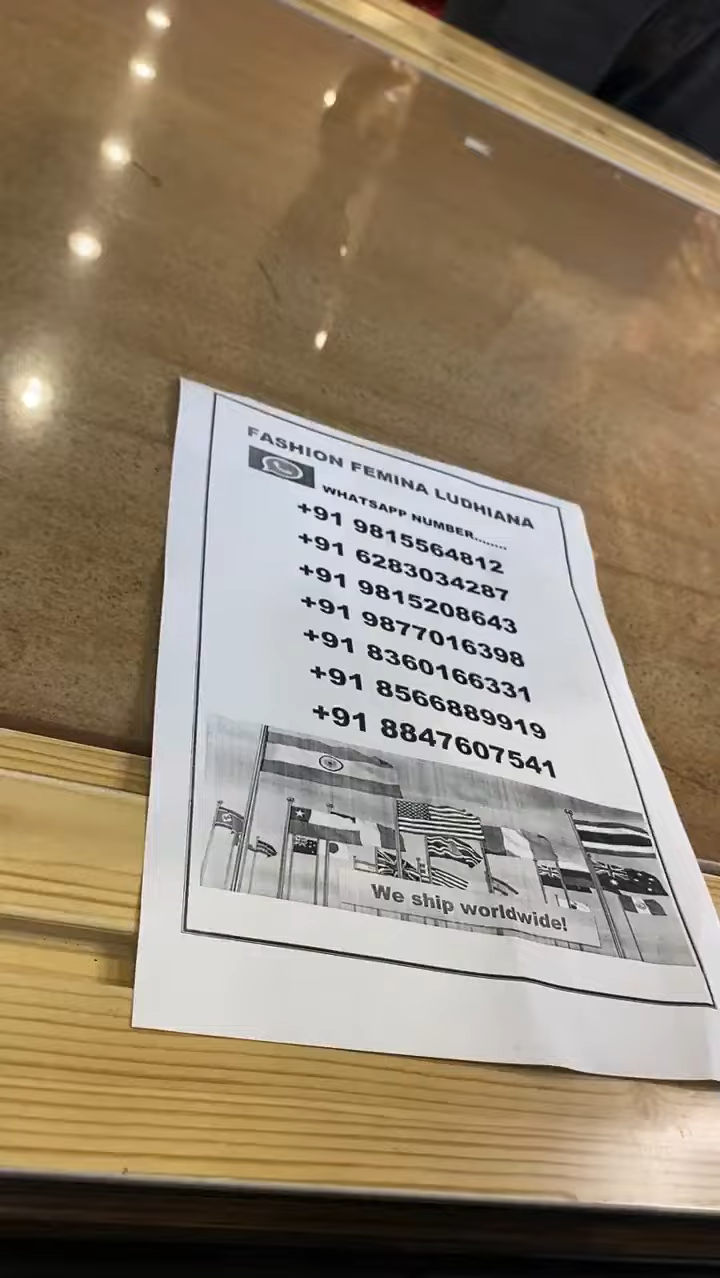 FASHION FEMINA LUDHIANA
WHATSAPP NUMBER........
+91 9815564812
+91 6283034287
+91 9815208643
+91 9877016398
+91 8360166331
+91 8566889919
+91 8847607541
We ship worldwide!